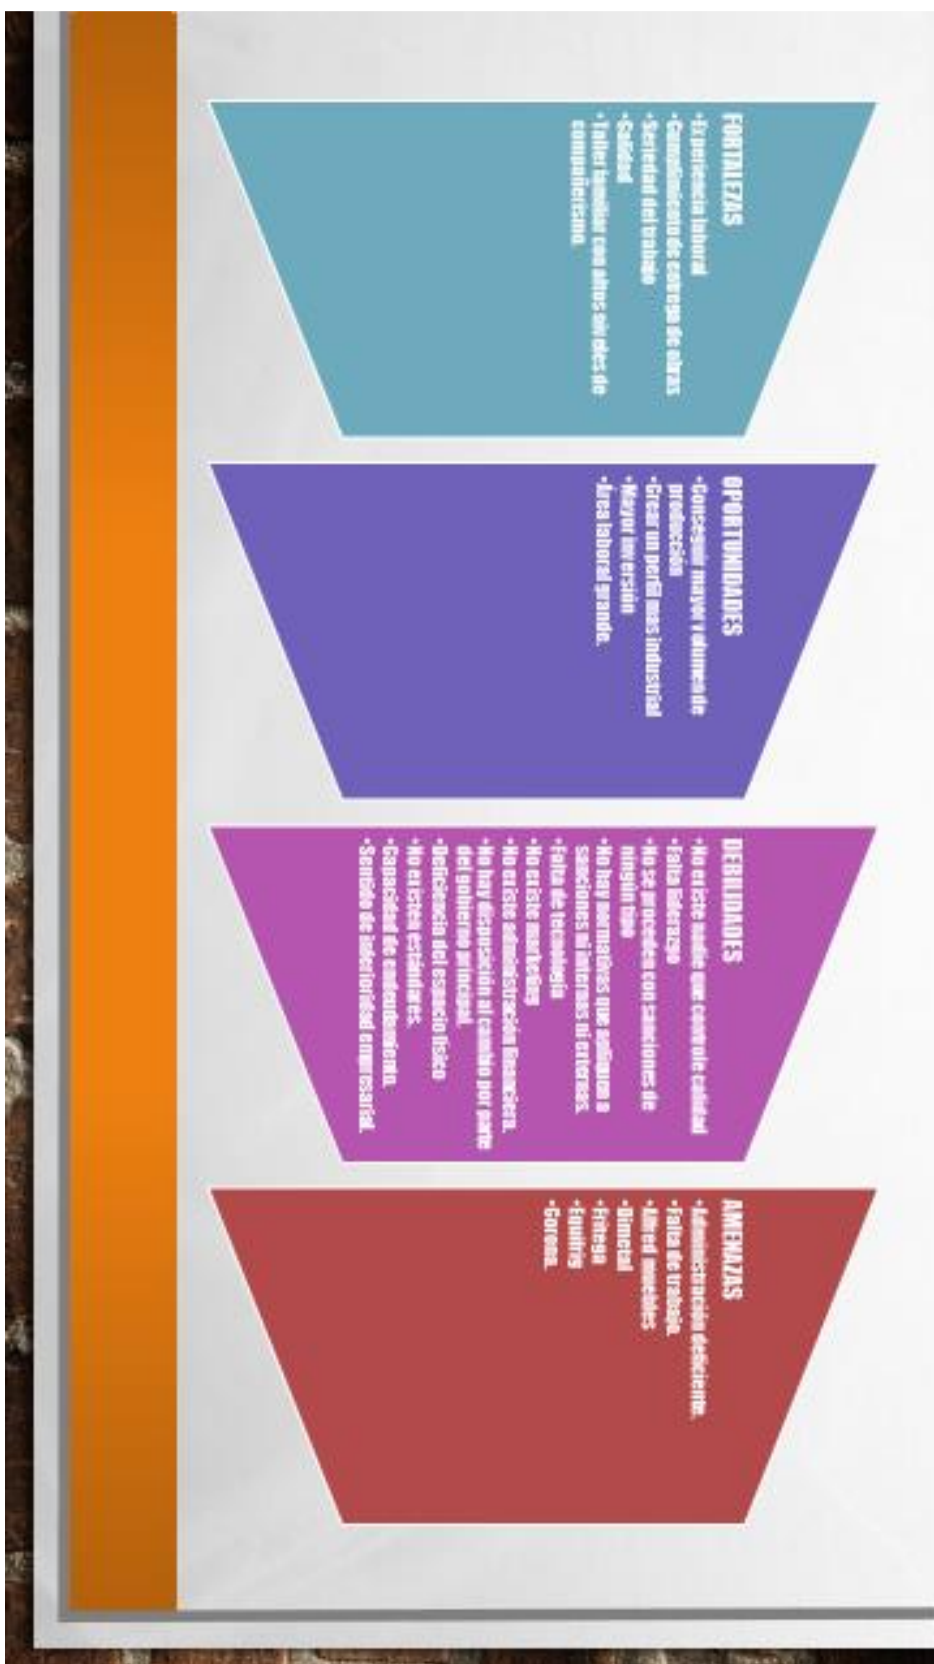 FORTALEZAS
•Experiencia laboral
•Cumplimiento de entrega de obras
•Seriedad del trabajo
•Calidad
•Taller familiar con altos niveles de
compañerismo.
OPORTUNIDADES
•Conseguir mayor volumen de
producción
•Crear un perfil mas industrial
•Mayor inversión
•Área laboral grande.
DEBILIDADES
•No existe nadie que controle calidad
•Falta liderazgo
•No se proceden con sanciones de
ningún tipo
•No hay normativas que obliguen a
sanciones ni internas ni externas.
•Falta de tecnología
•No existe marketing
•No existe administración financiera.
•No hay disposición al cambio por parte
del gobierno principal.
•Deficiencia del espacio físico
•No existen estándares.
•Capacidad de endeudamiento.
•Sentido de inferioridad empresarial.
AMENAZAS
•Administración deficiente.
•Falta de trabajo.
•Alfred muebles
•Dimetal
•Fritega
•Equifrig
•Corona.